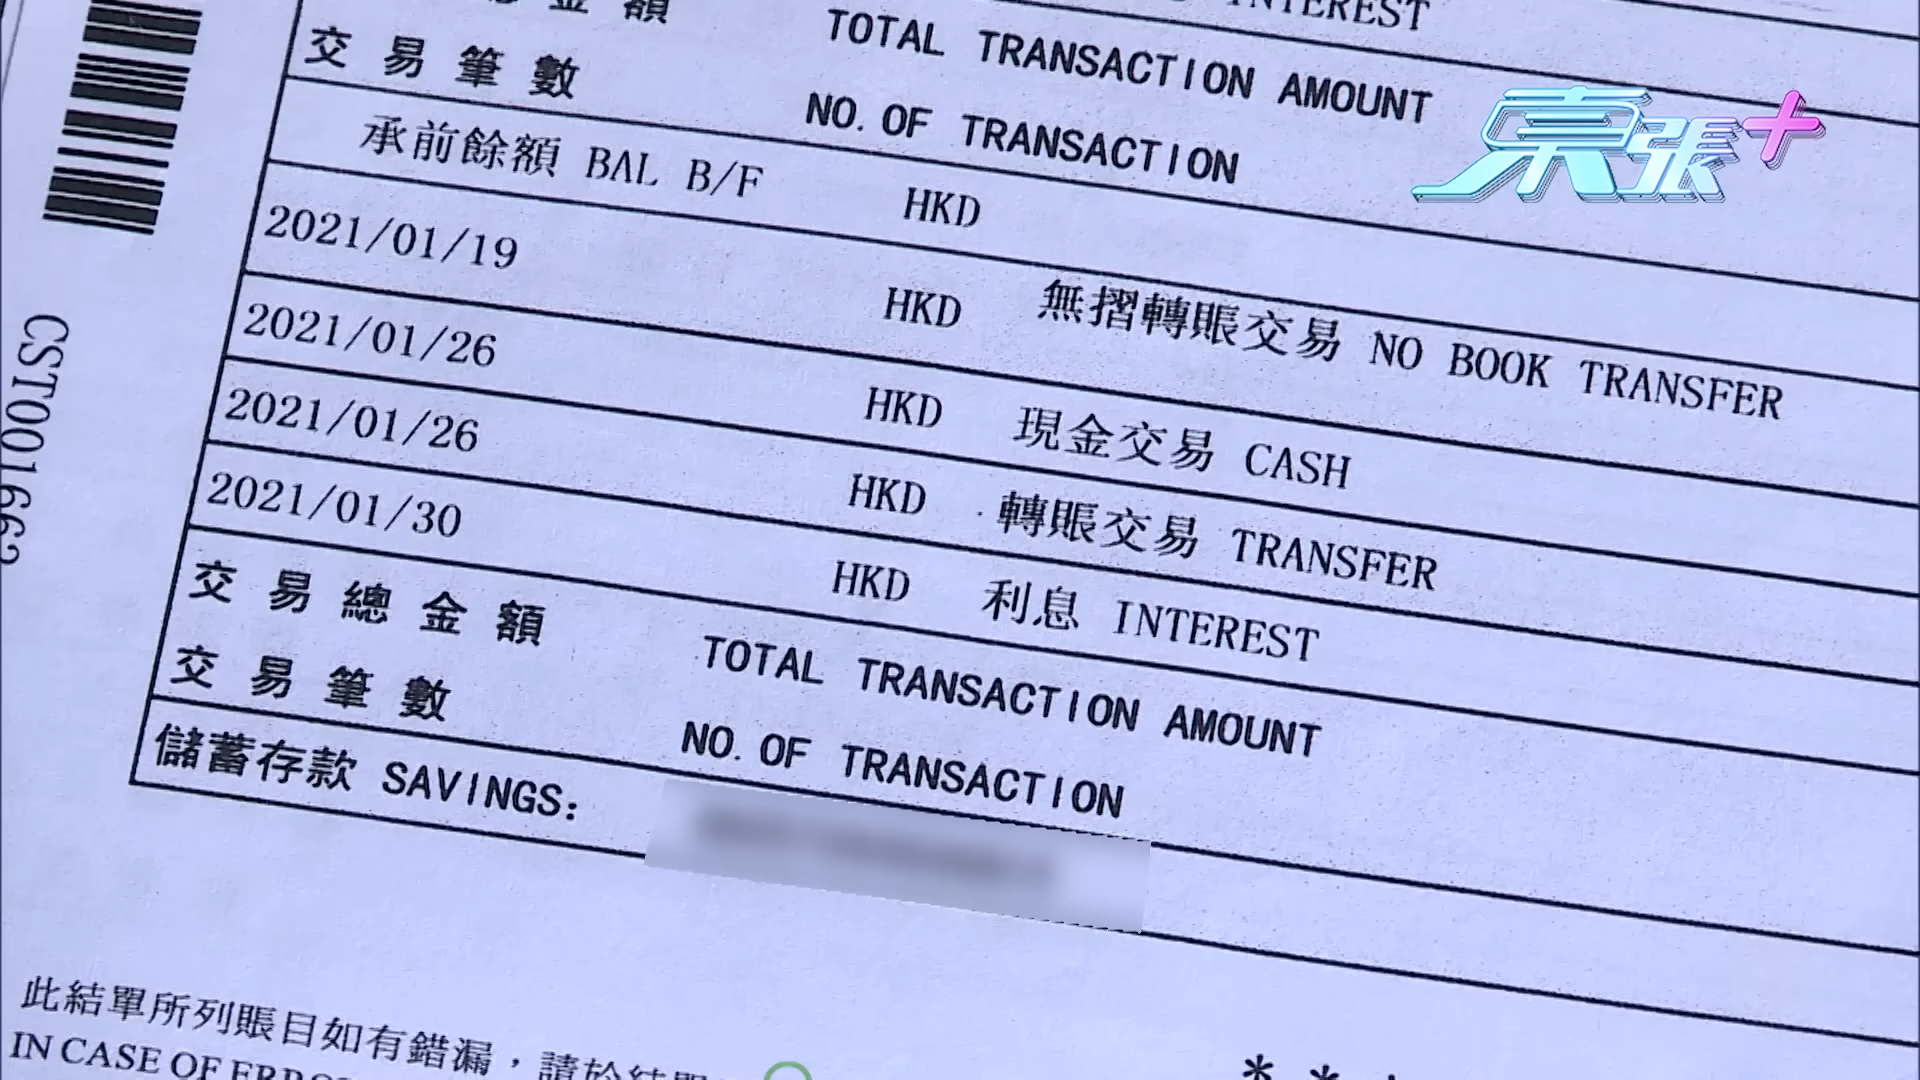 INTEREST
總金額 TOTAL TRANSACTION AMOUNT
交易筆數 NO. OF TRANSACTION
承前餘額 BAL B/F HKD
2021/01/19 HKD 無摺轉賬交易 NO BOOK TRANSFER
2021/01/26 HKD 現金交易 CASH
2021/01/26 HKD 轉賬交易 TRANSFER
2021/01/30 HKD 利息 INTEREST
交易總金額 TOTAL TRANSACTION AMOUNT
交易筆數 NO. OF TRANSACTION
儲蓄存款 SAVINGS:
此結單所列賬目如有錯漏，請於結單
IN CASE OF ERRO
* *
CST001662
東張+